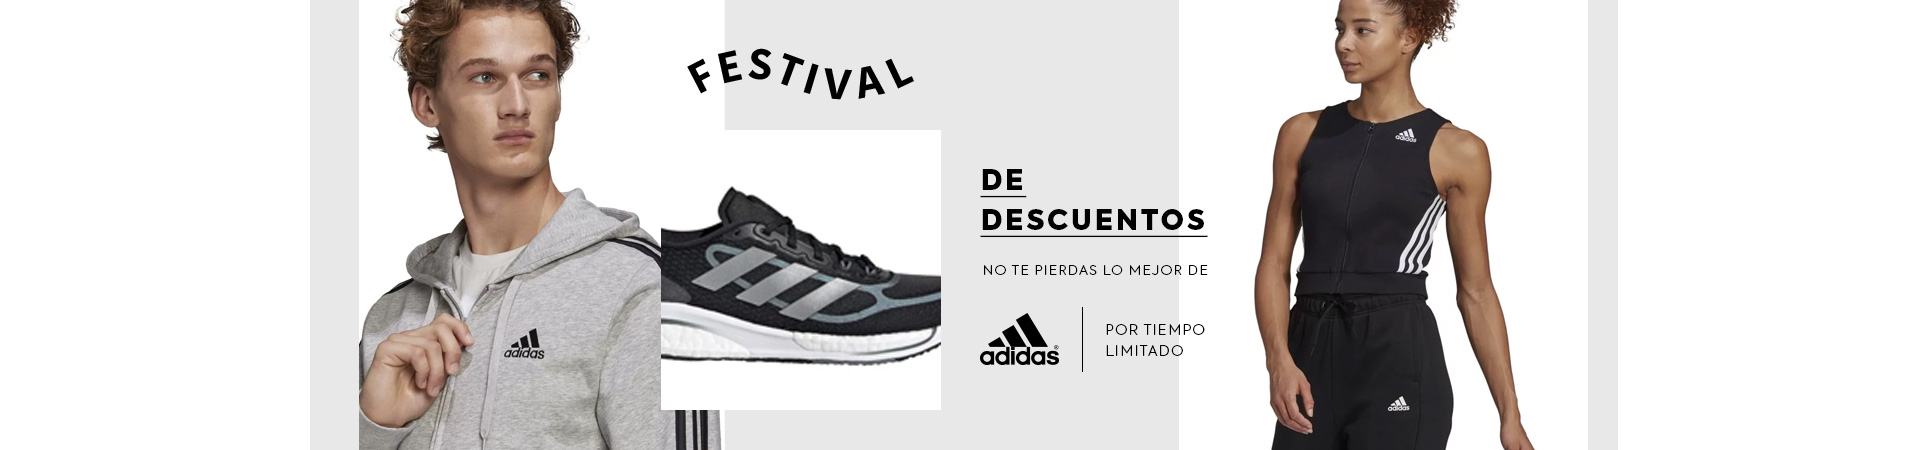 FESTIVAL
DE
DESCUENTOS
NO TE PIERDAS LO MEJOR DE
adidas®
POR TIEMPO
LIMITADO
adidas
adidas
adidas